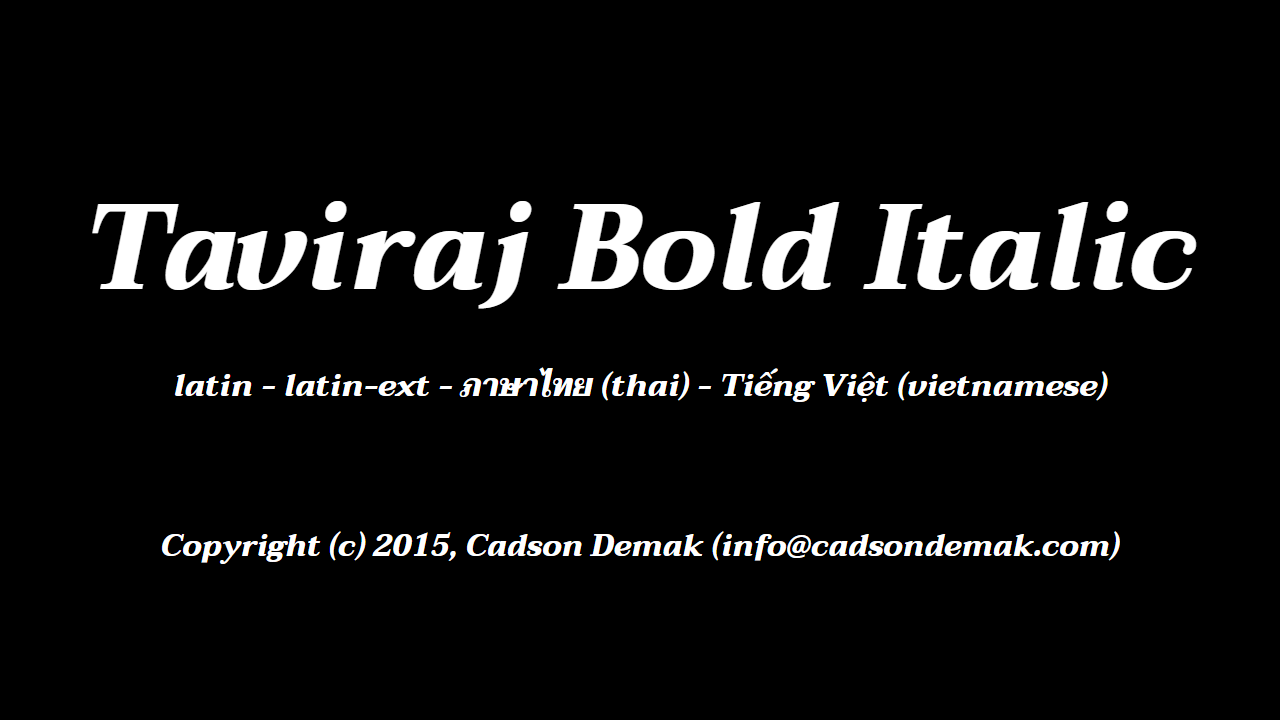 Taviraj Bold Italic
latin - latin-ext - ภาษาไทย (thai) - Tiếng Việt (vietnamese)
Copyright (c) 2015, Cadson Demak (info@cadsondemak.com)